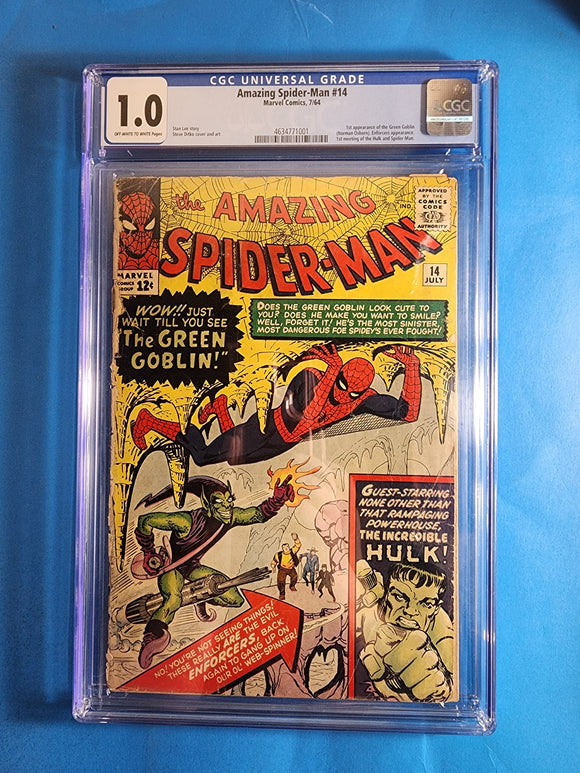 CGC UNIVERSAL GRADE
1.0
OFF WHITE TO WHITE Pages
Amazing Spider-Man #14
Marvel Comics, 7/64
Stan Lee story
Steve Ditko cover and art
4634771001
1st appearance of the Green Goblin
(Norman Osborn). Enforcers appearance.
1st meeting of the Hulk and Spider-Man.
CGC
the AMAZING
SPIDER-MAN
IND.
APPROVED
BY THE
COMICS
CODE
AUTHORITY
MARVEL
COMICS
GROUP
12¢
14
JULY
WOW!! JUST
WAIT TILL YOU SEE
THE GREEN
GOBLIN!"
DOES THE GREEN GOBLIN LOOK CUTE TO
YOU? DOES HE MAKE YOU WANT TO SMILE?
WELL, FORGET IT! HE'S THE MOST SINISTER,
MOST DANGEROUS FOE SPIDEY'S EVER FOUGHT!
GUEST-STARRING
NONE OTHER THAN
THAT RAMPAGING
POWERHOUSE,
THE INCREDIBLE
HULK!
NO! YOU'RE NOT SEEING THINGS!
THESE REALLY ARE THE EVIL
ENFORCERS, BACK
AGAIN TO GANG UP ON
OUR OL' WEB-SPINNER!